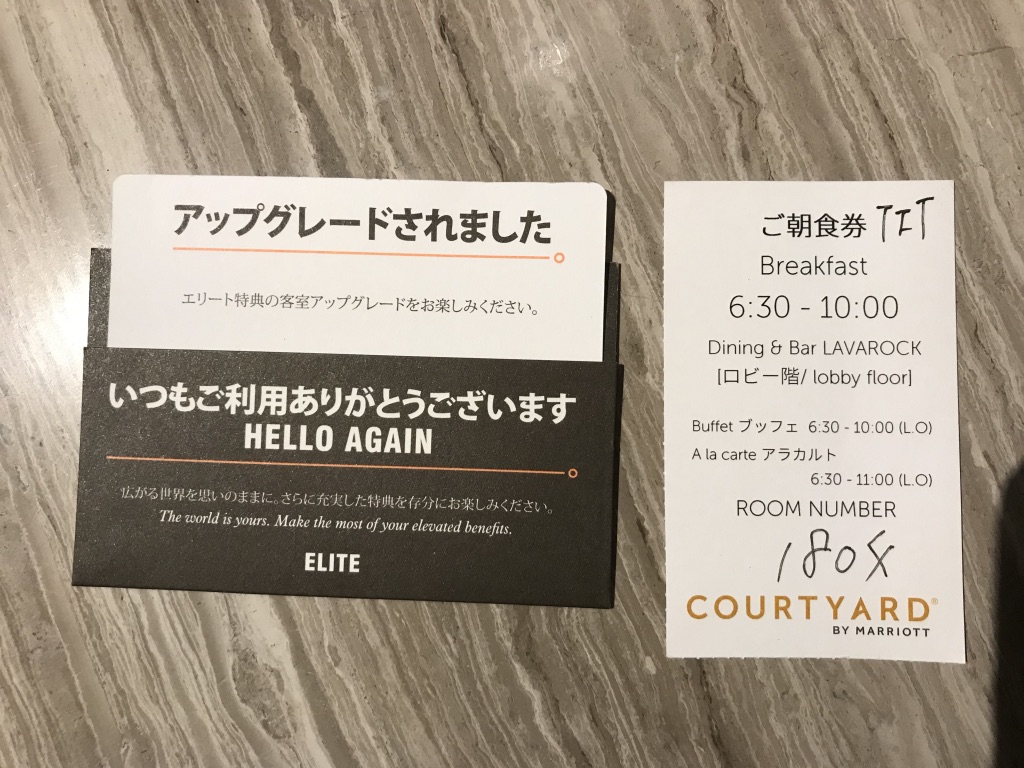 アップグレードされました
エリート特典の客室アップグレードをお楽しみください。
いつもご利用ありがとうございます
HELLO AGAIN
広がる世界を思いのままに。さらに充実した特典を存分にお楽しみください。
The world is yours. Make the most of your elevated benefits.
ELITE
ご朝食券
Breakfast
6:30 - 10:00
Dining & Bar LAVAROCK
[ロビー階/ lobby floor]
Buffet ブッフェ 6:30 - 10:00 (L.O)
A la carte アラカルト
6:30 - 11:00 (L.O)
ROOM NUMBER
COURTYARD®
BY MARRIOTT